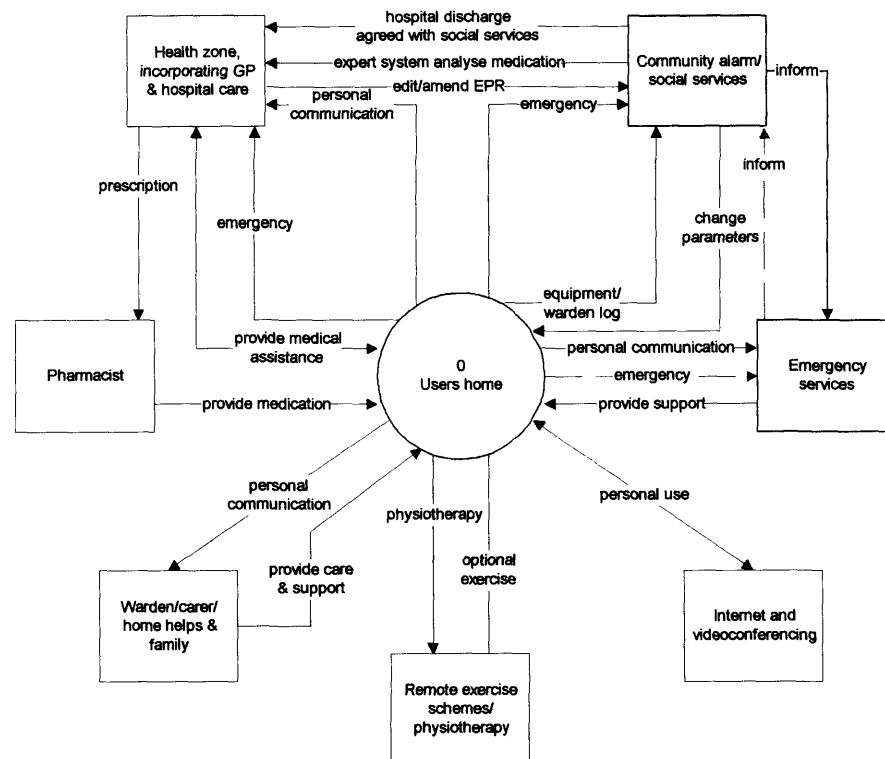 hospital discharge
agreed with social services
Health zone,
incorporating GP
& hospital care
expert system analyse medication
Community alarm/
social services
inform
edit/amend EPR
personal
communication
emergency
prescription
inform
emergency
change
parameters
equipment/
warden log
provide medical
assistance
personal communication
Pharmacist
0
Users home
emergency
Emergency
services
provide medication
provide support
personal
communication
physiotherapy
personal use
provide care
& support
optional
exercise
Warden/carer/
home helps &
family
Internet and
videoconferencing
Remote exercise
schemes/
physiotherapy